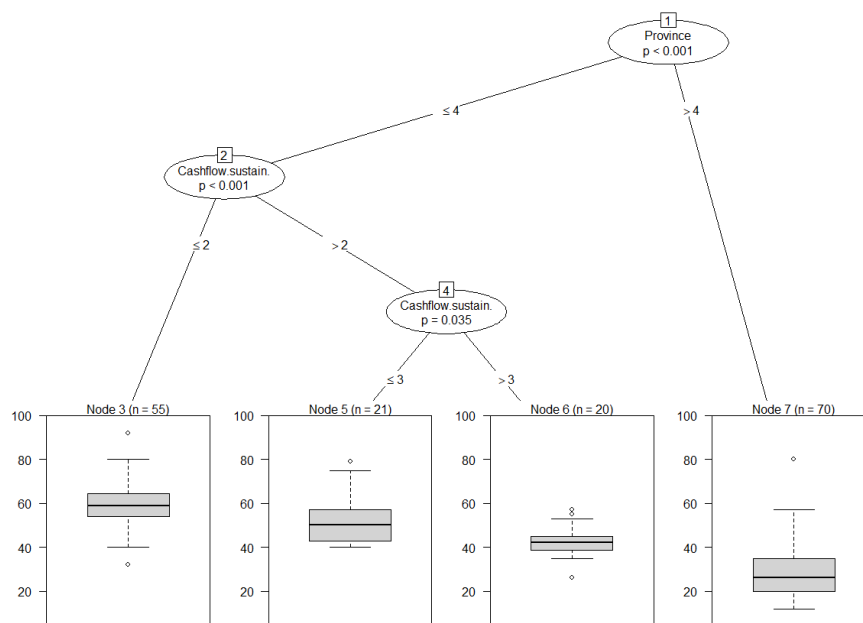 1
Province
p < 0.001
≤ 4
> 4
2
Cashflow.sustain.
p < 0.001
≤ 2
> 2
4
Cashflow.sustain.
p = 0.035
≤ 3
> 3
Node 3 (n = 55)
100
80
60
40
20
Node 5 (n = 21)
100
80
60
40
20
Node 6 (n = 20)
100
80
60
40
20
Node 7 (n = 70)
100
80
60
40
20